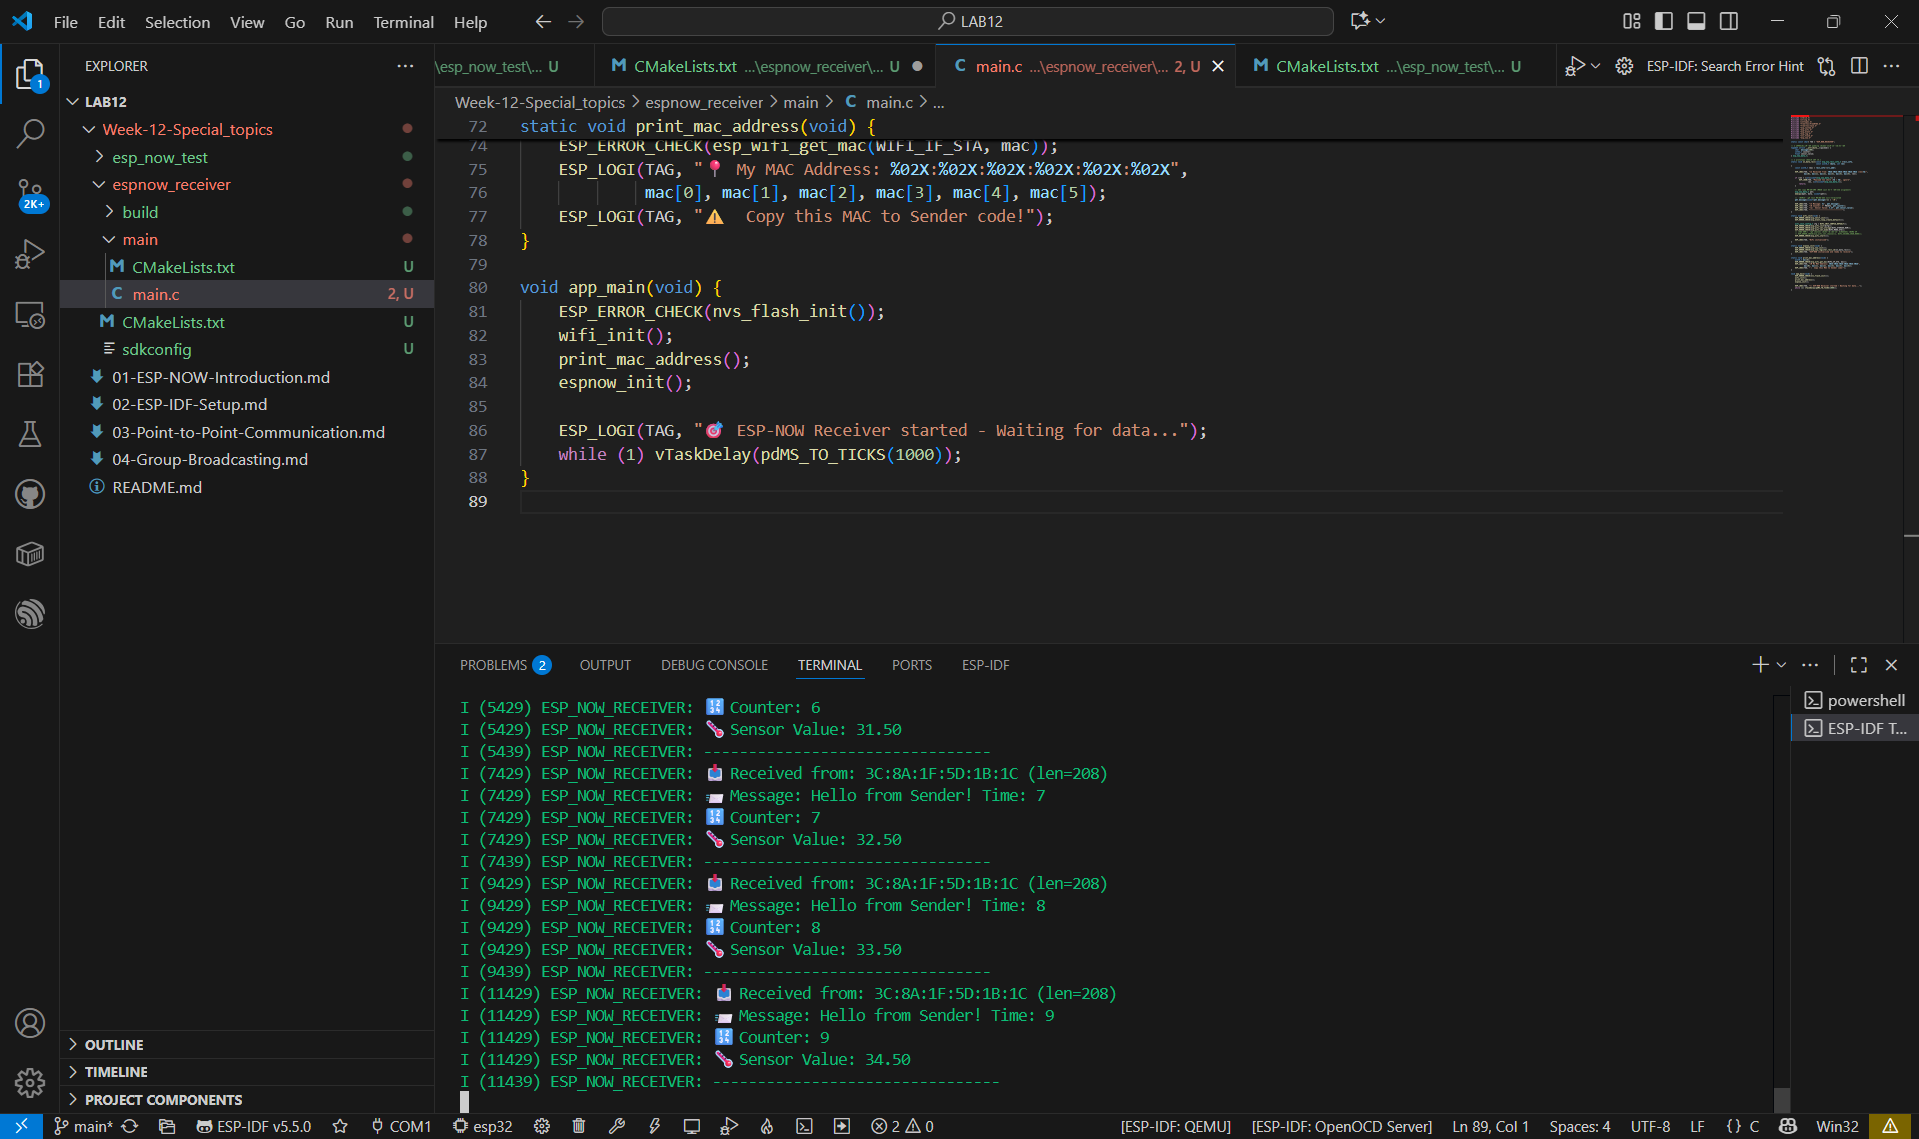 File Edit Selection View Go Run Terminal Help
LAB12
EXPLORER
LAB12
Week-12-Special_topics
esp_now_test
espnow_receiver
build
main
CMakeLists.txt U
main.c 2, U
CMakeLists.txt U
sdkconfig U
01-ESP-NOW-Introduction.md
02-ESP-IDF-Setup.md
03-Point-to-Point-Communication.md
04-Group-Broadcasting.md
README.md
OUTLINE
TIMELINE
PROJECT COMPONENTS
1
2K+
\esp_now_test\... U
CMakeLists.txt ...\espnow_receiver\... U
main.c ...\espnow_receiver\... 2, U
CMakeLists.txt ...\esp_now_test\... U
ESP-IDF: Search Error Hint
Week-12-Special_topics > espnow_receiver > main > C main.c > ...
72 static void print_mac_address(void) {
74 ESP_ERROR_CHECK(esp_wifi_get_mac(WIFI_IF_STA, mac));
75 ESP_LOGI(TAG, "📍 My MAC Address: %02X:%02X:%02X:%02X:%02X:%02X",
76 mac[0], mac[1], mac[2], mac[3], mac[4], mac[5]);
77 ESP_LOGI(TAG, "⚠️ Copy this MAC to Sender code!");
78 }
79
80 void app_main(void) {
81 ESP_ERROR_CHECK(nvs_flash_init());
82 wifi_init();
83 print_mac_address();
84 espnow_init();
85
86 ESP_LOGI(TAG, "🎯 ESP-NOW Receiver started - Waiting for data...");
87 while (1) vTaskDelay(pdMS_TO_TICKS(1000));
88 }
89
PROBLEMS 2 OUTPUT DEBUG CONSOLE TERMINAL PORTS ESP-IDF
powershell
ESP-IDF T...
I (5429) ESP_NOW_RECEIVER: 🔢 Counter: 6
I (5429) ESP_NOW_RECEIVER: 🌡️ Sensor Value: 31.50
I (5439) ESP_NOW_RECEIVER: --------------------------------
I (7429) ESP_NOW_RECEIVER: 📥 Received from: 3C:8A:1F:5D:1B:1C (len=208)
I (7429) ESP_NOW_RECEIVER: 📨 Message: Hello from Sender! Time: 7
I (7429) ESP_NOW_RECEIVER: 🔢 Counter: 7
I (7429) ESP_NOW_RECEIVER: 🌡️ Sensor Value: 32.50
I (7439) ESP_NOW_RECEIVER: --------------------------------
I (9429) ESP_NOW_RECEIVER: 📥 Received from: 3C:8A:1F:5D:1B:1C (len=208)
I (9429) ESP_NOW_RECEIVER: 📨 Message: Hello from Sender! Time: 8
I (9429) ESP_NOW_RECEIVER: 🔢 Counter: 8
I (9429) ESP_NOW_RECEIVER: 🌡️ Sensor Value: 33.50
I (9439) ESP_NOW_RECEIVER: --------------------------------
I (11429) ESP_NOW_RECEIVER: 📥 Received from: 3C:8A:1F:5D:1B:1C (len=208)
I (11429) ESP_NOW_RECEIVER: 📨 Message: Hello from Sender! Time: 9
I (11429) ESP_NOW_RECEIVER: 🔢 Counter: 9
I (11429) ESP_NOW_RECEIVER: 🌡️ Sensor Value: 34.50
I (11439) ESP_NOW_RECEIVER: --------------------------------
main* ESP-IDF v5.5.0 COM1 esp32 2 0 [ESP-IDF: QEMU] [ESP-IDF: OpenOCD Server] Ln 89, Col 1 Spaces: 4 UTF-8 LF {} C Win32